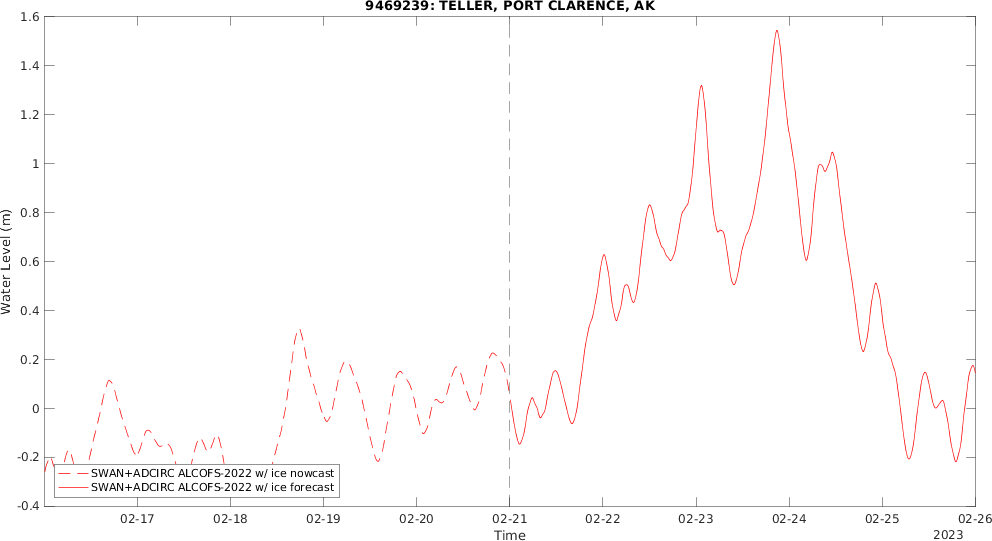 9469239: TELLER, PORT CLARENCE, AK
1.6
1.4
1.2
1
0.8
0.6
0.4
0.2
0
-0.2
-0.4
Water Level (m)
SWAN+ADCIRC ALCOFS-2022 w/ ice nowcast
SWAN+ADCIRC ALCOFS-2022 w/ ice forecast
02-17 02-18 02-19 02-20 02-21 02-22 02-23 02-24 02-25 02-26
Time
2023